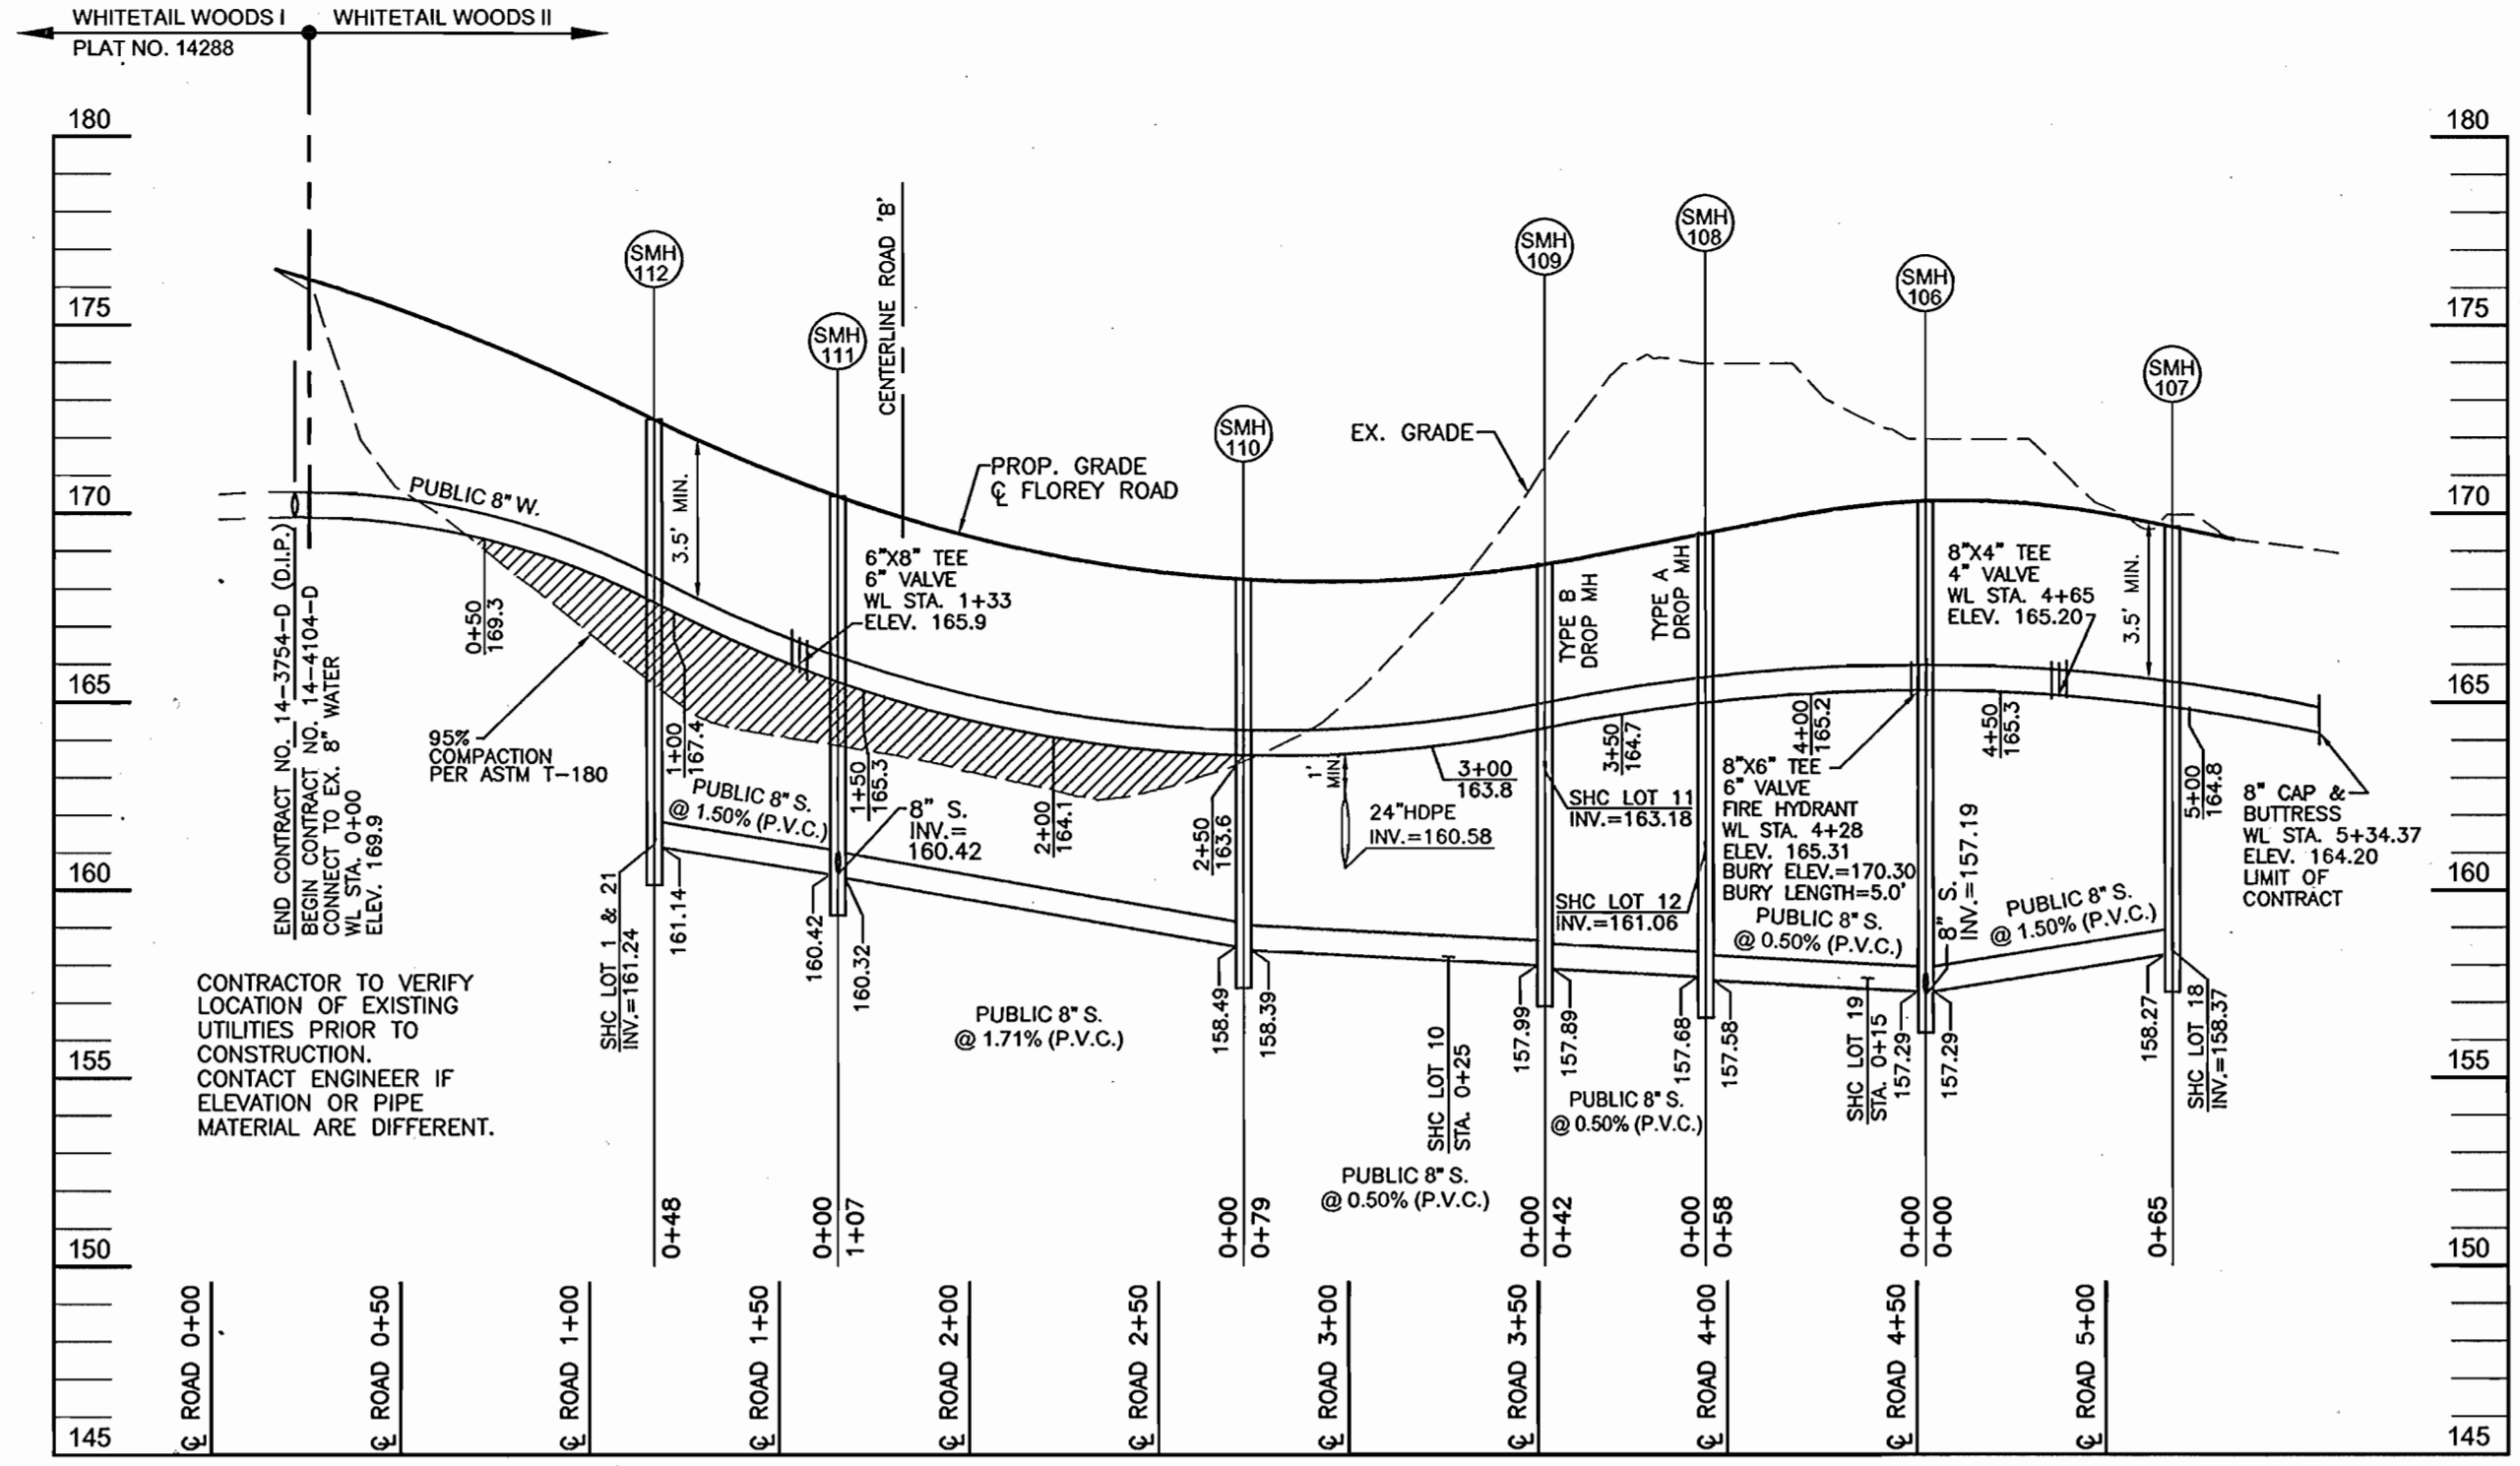 WHITETAIL WOODS I
WHITETAIL WOODS II
PLAT NO. 14288
180
175
170
165
160
155
150
145
180
175
170
165
160
155
150
145
SMH
112
SMH
111
CENTERLINE ROAD 'B'
SMH
110
SMH
109
SMH
108
SMH
106
SMH
107
EX. GRADE
PROP. GRADE
℄ FLOREY ROAD
PUBLIC 8" W.
3.5' MIN.
6"X8" TEE
6" VALVE
WL STA. 1+33
ELEV. 165.9
TYPE B
DROP MH
TYPE A
DROP MH
8"X4" TEE
4" VALVE
WL STA. 4+65
ELEV. 165.20
3.5' MIN.
END CONTRACT NO. 14-3754-D (D.I.P.)
BEGIN CONTRACT NO. 14-4104-D
CONNECT TO EX. 8" WATER
WL STA. 0+00
ELEV. 169.9
0+50
169.3
95%
COMPACTION
PER ASTM T-180
1+00
167.4
PUBLIC 8" S.
@ 1.50% (P.V.C.)
1+50
165.3
8" S.
INV.=
160.42
2+00
164.1
2+50
163.6
1'
MIN.
24"HDPE
INV.=160.58
3+00
163.8
SHC LOT 11
INV.=163.18
3+50
164.7
SHC LOT 12
INV.=161.06
4+00
165.2
8"X6" TEE
6" VALVE
FIRE HYDRANT
WL STA. 4+28
ELEV. 165.31
BURY ELEV.=170.30
BURY LENGTH=5.0'
PUBLIC 8" S.
@ 0.50% (P.V.C.)
8" S.
INV.=157.19
4+50
165.3
PUBLIC 8" S.
@ 1.50% (P.V.C.)
5+00
164.8
8" CAP &
BUTTRESS
WL STA. 5+34.37
ELEV. 164.20
LIMIT OF
CONTRACT
CONTRACTOR TO VERIFY
LOCATION OF EXISTING
UTILITIES PRIOR TO
CONSTRUCTION.
CONTACT ENGINEER IF
ELEVATION OR PIPE
MATERIAL ARE DIFFERENT.
SHC LOT 1 & 21
INV.=161.24
161.14
160.42
160.32
PUBLIC 8" S.
@ 1.71% (P.V.C.)
158.49
158.39
SHC LOT 10
STA. 0+25
157.99
157.89
PUBLIC 8" S.
@ 0.50% (P.V.C.)
157.68
157.58
SHC LOT 19
STA. 0+15
157.29
157.29
158.27
SHC LOT 18
INV.=158.37
PUBLIC 8" S.
@ 0.50% (P.V.C.)
0+48
0+00
1+07
0+00
0+79
0+00
0+42
0+00
0+58
0+00
0+00
0+65
℄ ROAD 0+00
℄ ROAD 0+50
℄ ROAD 1+00
℄ ROAD 1+50
℄ ROAD 2+00
℄ ROAD 2+50
℄ ROAD 3+00
℄ ROAD 3+50
℄ ROAD 4+00
℄ ROAD 4+50
℄ ROAD 5+00